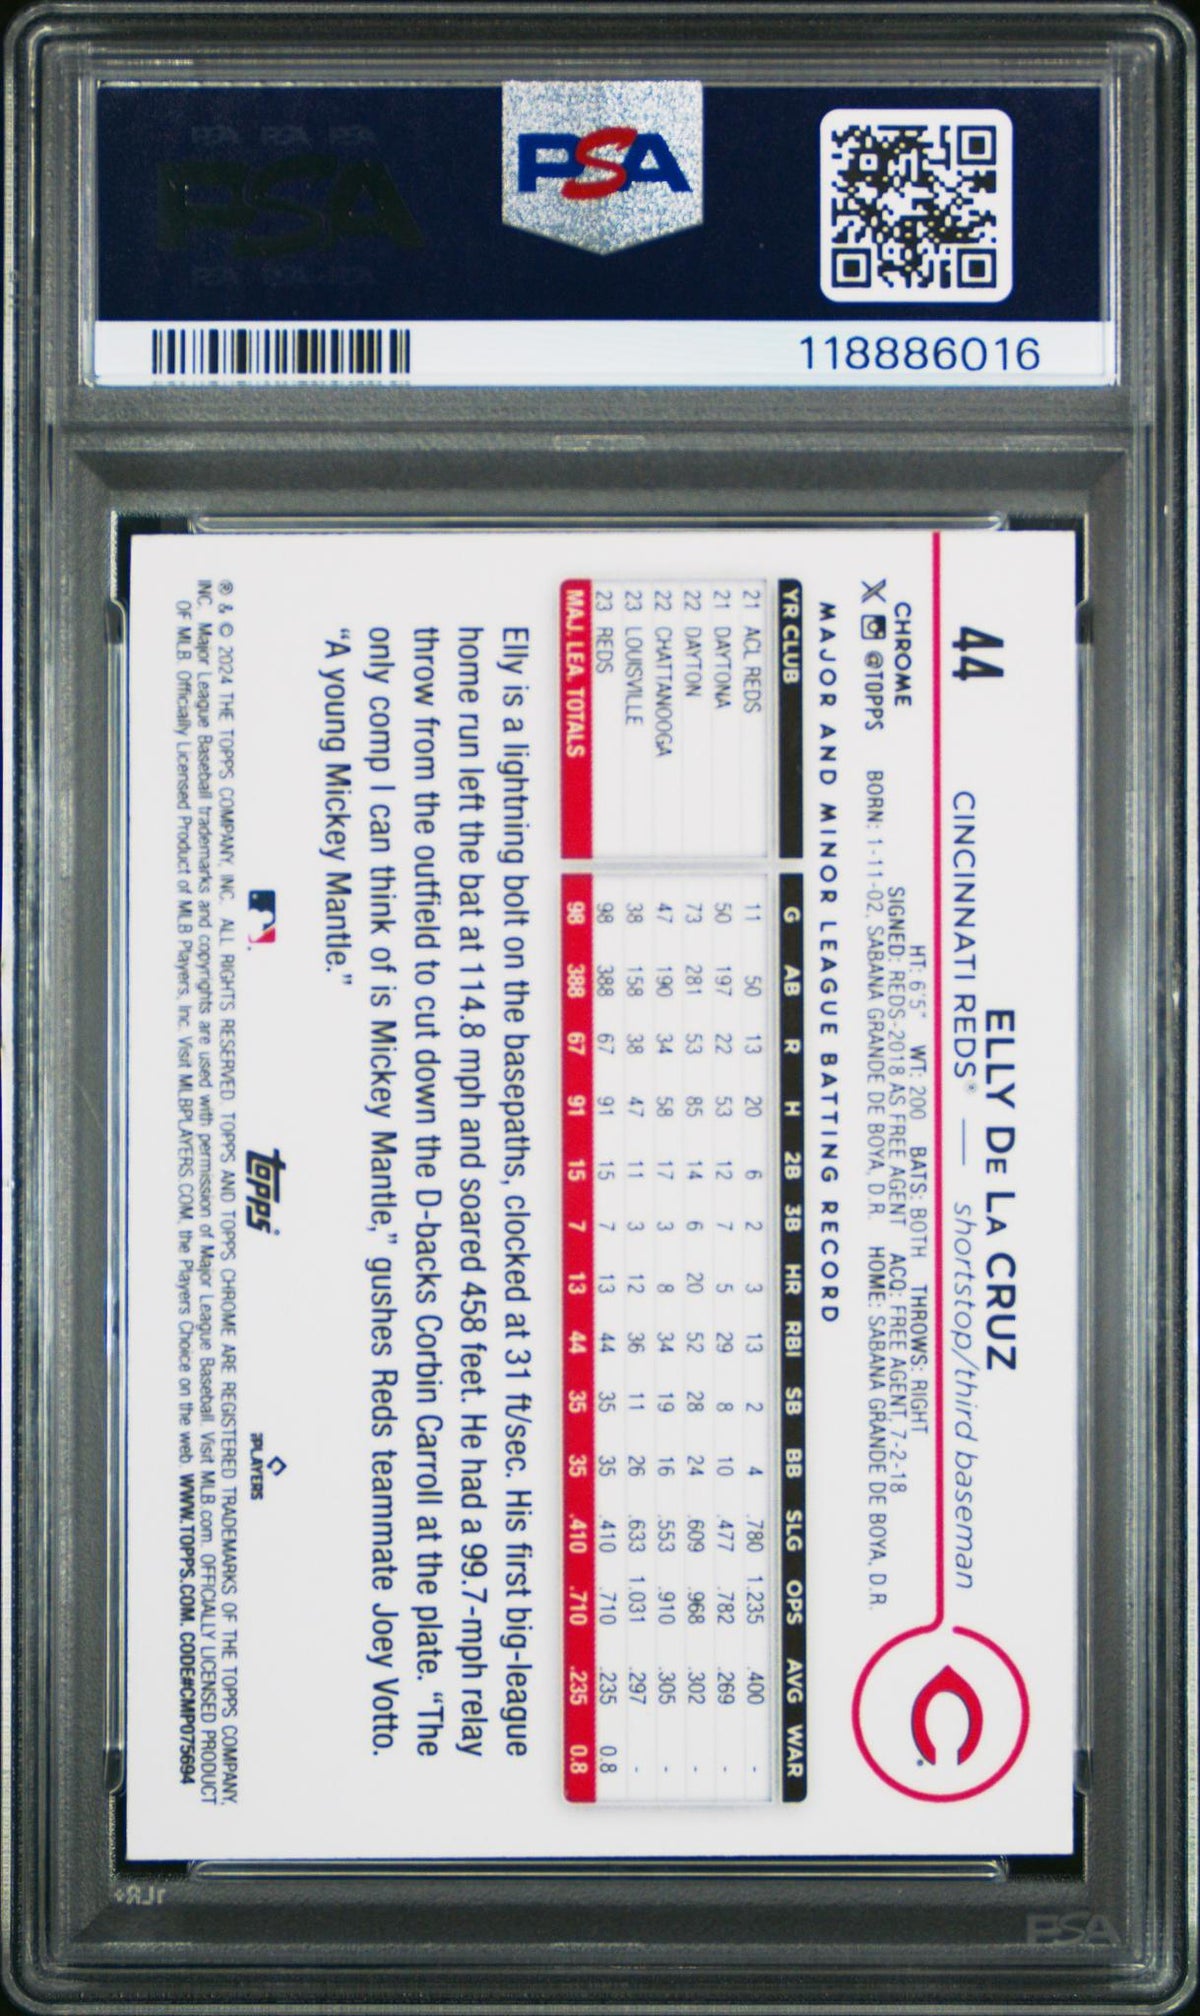 PSA
PSA
118886016
44
ELLY De LA CRUZ
CINCINNATI REDS® — shortstop/third baseman
C
CHROME
@TOPPS
HT: 6'5" WT: 200 BATS: BOTH THROWS: RIGHT
SIGNED: REDS-2018 AS FREE AGENT ACQ: FREE AGENT, 7-2-18
BORN: 1-11-02, SABANA GRANDE DE BOYA, D.R. HOME: SABANA GRANDE DE BOYA, D.R.
MAJOR AND MINOR LEAGUE BATTING RECORD
YR CLUB G AB R H 2B 3B HR RBI SB BB SLG OPS AVG WAR
21 ACL REDS 11 50 13 20 6 2 3 13 2 4 .780 1.235 .400 -
21 DAYTONA 50 197 22 53 12 7 5 29 8 10 .477 .782 .269 -
22 DAYTON 73 281 53 85 14 6 20 52 28 24 .609 .968 .302 -
22 CHATTANOOGA 47 190 34 58 17 3 8 34 19 16 .553 .910 .305 -
23 LOUISVILLE 38 158 38 47 11 3 12 36 11 26 .633 1.031 .297 -
23 REDS 98 388 67 91 15 7 13 44 35 35 .410 .710 .235 0.8
MAJ. LEA. TOTALS 98 388 67 91 15 7 13 44 35 35 .410 .710 .235 0.8
Elly is a lightning bolt on the basepaths, clocked at 31 ft/sec. His first big-league
home run left the bat at 114.8 mph and soared 458 feet. He had a 99.7-mph relay
throw from the outfield to cut down the D-backs Corbin Carroll at the plate. “The
only comp I can think of is Mickey Mantle,” gushes Reds teammate Joey Votto.
“A young Mickey Mantle.”
topps
PLAYERS
® & © 2024 THE TOPPS COMPANY, INC. ALL RIGHTS RESERVED. TOPPS AND TOPPS CHROME ARE REGISTERED TRADEMARKS OF THE TOPPS COMPANY,
INC. Major League Baseball trademarks and copyrights are used with permission of Major League Baseball. Visit MLB.com. OFFICIALLY LICENSED PRODUCT
OF MLB. Officially Licensed Product of MLB Players, Inc. Visit MLBPLAYERS.COM, the Players Choice on the web. WWW.TOPPS.COM. CODE#CMP075694
PSA